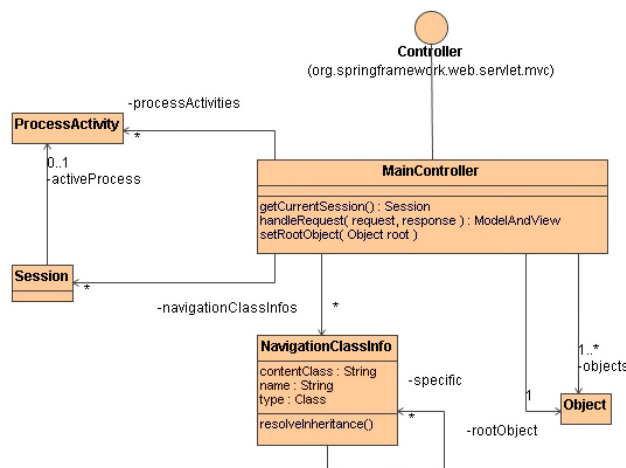 Controller
(org.springframework.web.servlet.mvc)
-processActivities
ProcessActivity
*
0..1
-activeProcess
MainController
getCurrentSession() : Session
handleRequest( request, response ) : ModelAndView
setRootObject( Object root )
Session
*
-navigationClassInfos
*
NavigationClassInfo
contentClass : String
name : String
type : Class
resolveInheritance()
-specific
*
1..*
-objects
1
Object
-rootObject